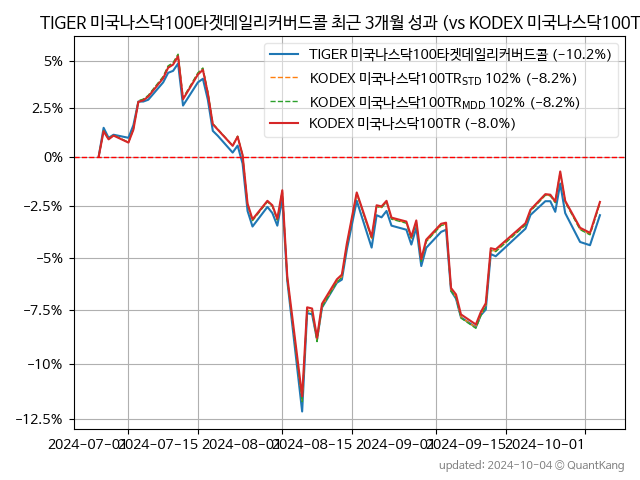 TIGER 미국나스닥100타겟데일리커버드콜 최근 3개월 성과 (vs KODEX 미국나스닥100T
TIGER 미국나스닥100타겟데일리커버드콜 (−10.2%)
KODEX 미국나스닥100TRSTD 102% (−8.2%)
KODEX 미국나스닥100TRMDD 102% (−8.2%)
KODEX 미국나스닥100TR (−8.0%)
5%
2.5%
0%
−2.5%
−5%
−7.5%
−10%
−12.5%
2024-07-01 2024-07-15 2024-08-01 2024-08-15 2024-09-01 2024-09-15 2024-10-01
updated: 2024-10-04 © QuantKang